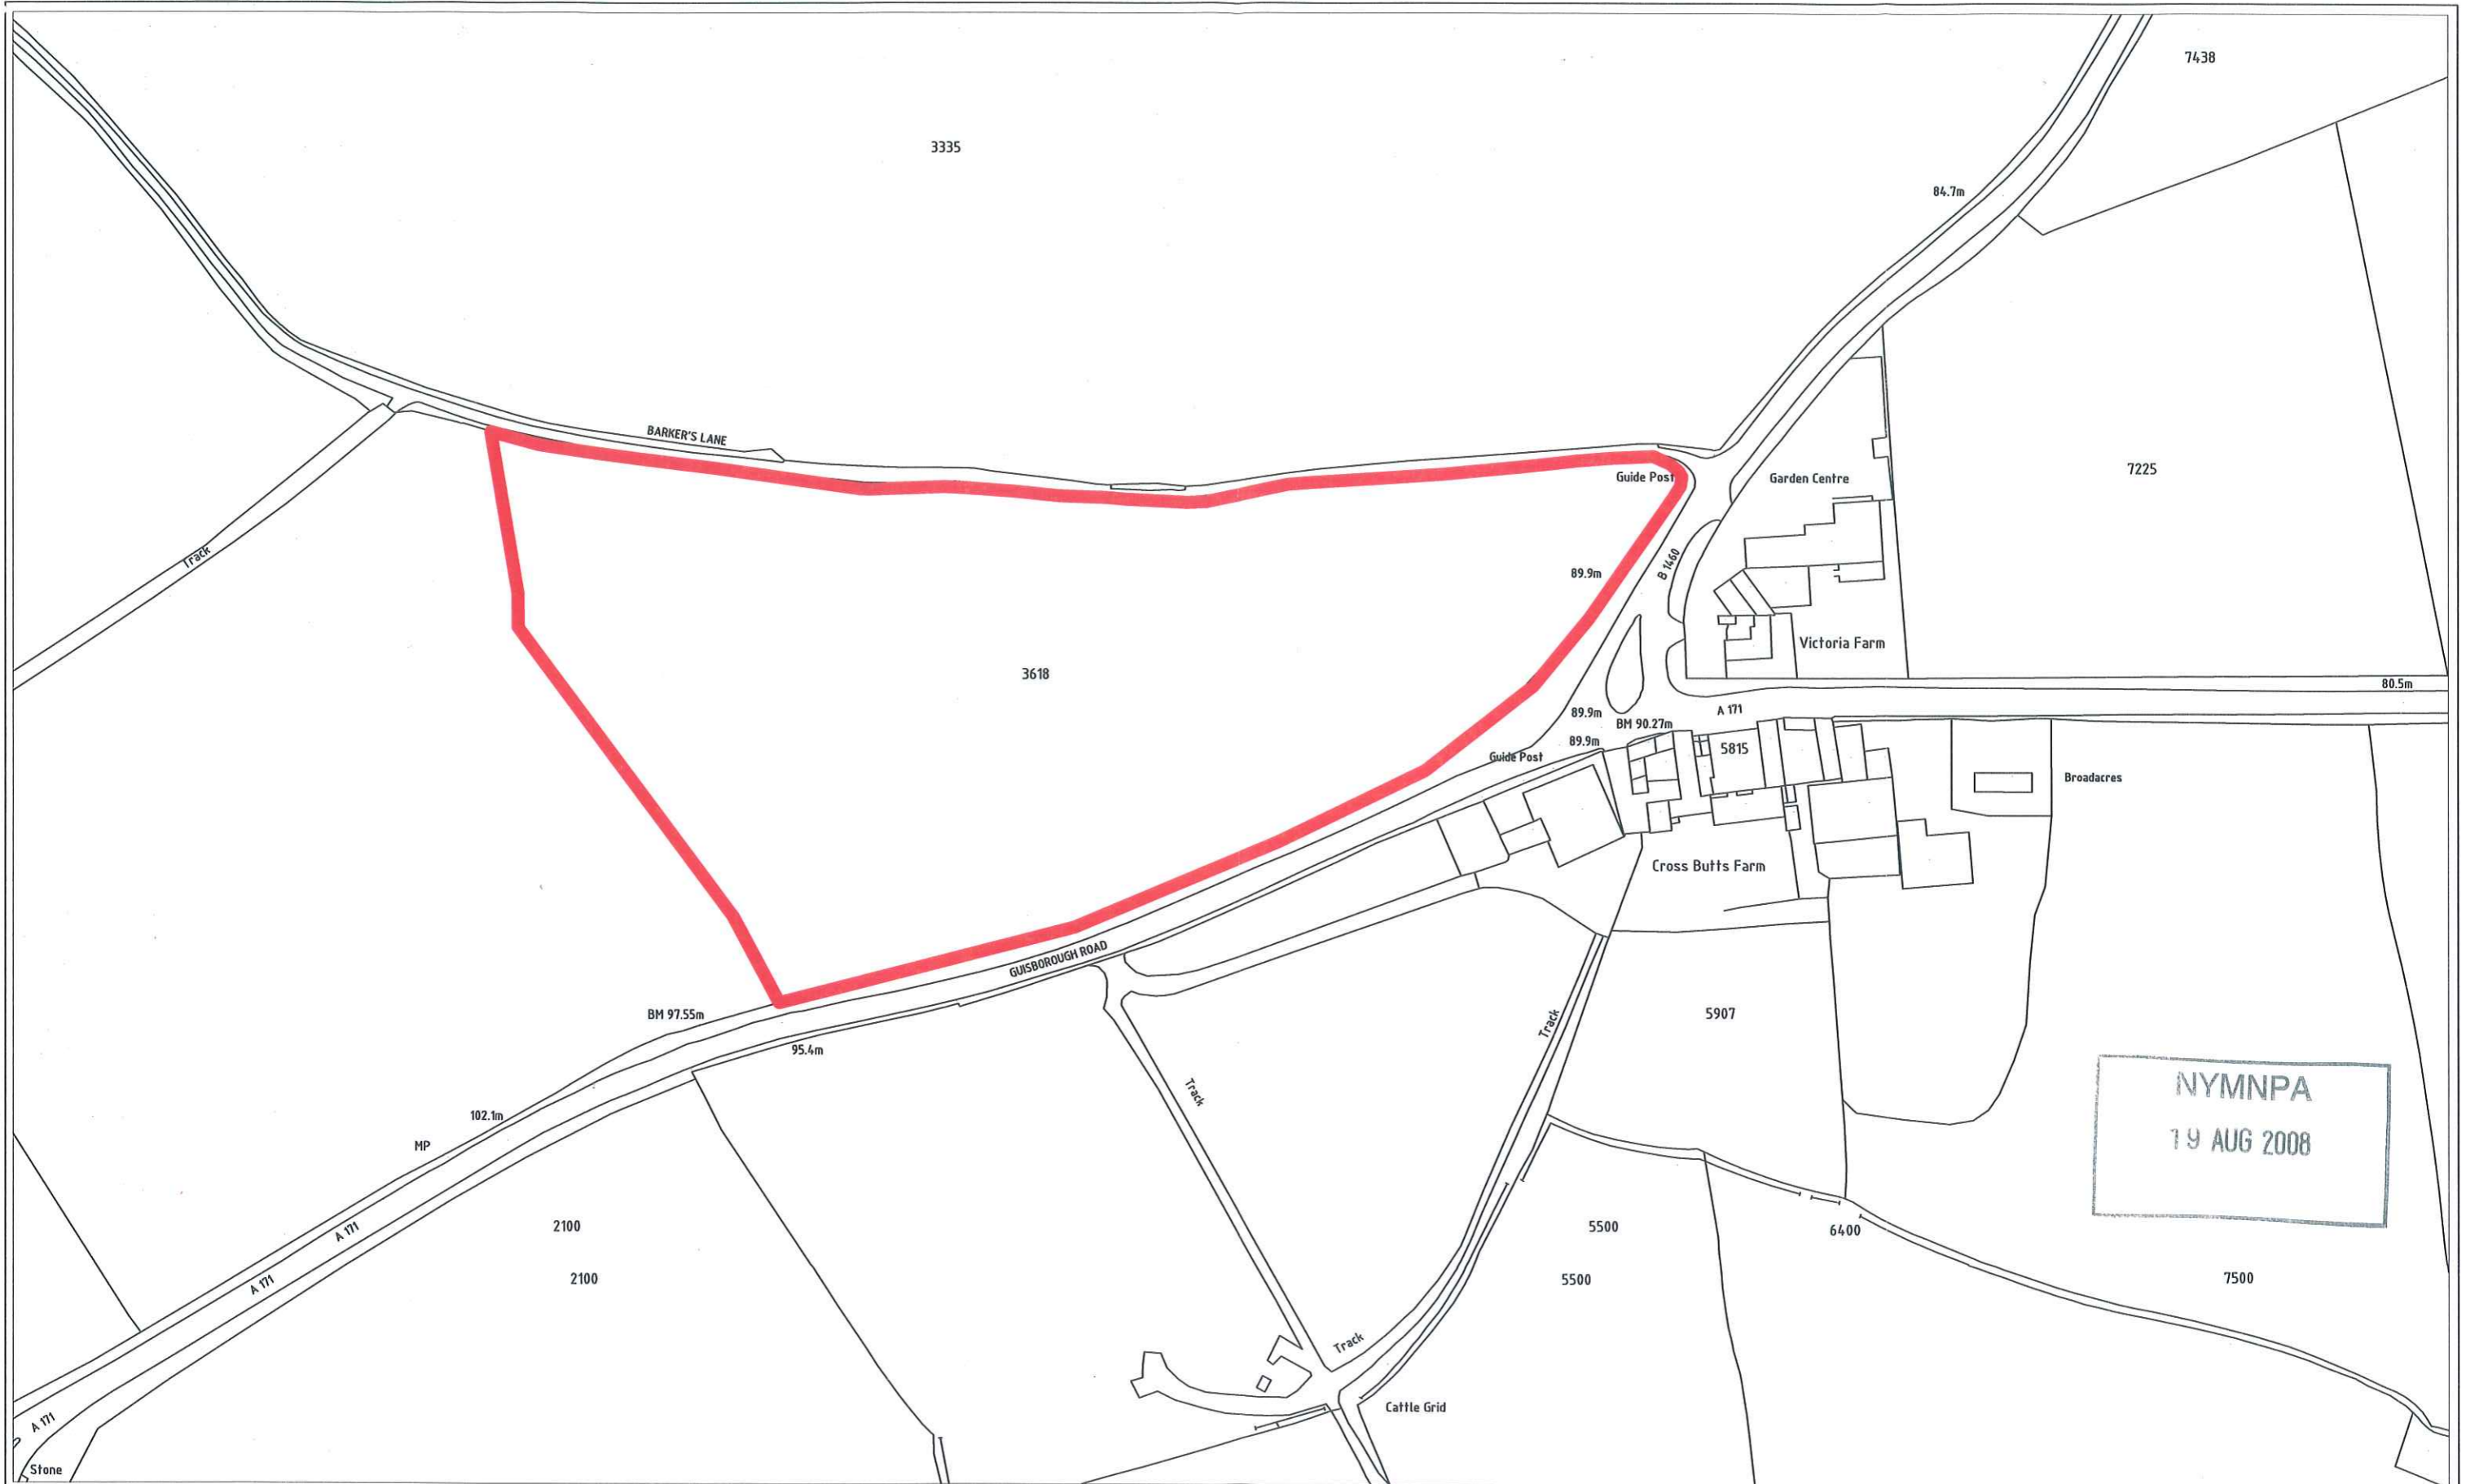 7438
3335
84.7m
BARKER'S LANE
Guide Post
Garden Centre
7225
Track
B 1460
89.9m
Victoria Farm
3618
80.5m
A 171
89.9m
BM 90.27m
89.9m
5815
Guide Post
Broadacres
Cross Butts Farm
GUISBOROUGH ROAD
BM 97.55m
5907
Track
95.4m
NYMNPA
19 AUG 2008
Track
102.1m
MP
2100
5500
6400
A 171
2100
5500
7500
A 171
Track
Cattle Grid
A 171
Stone